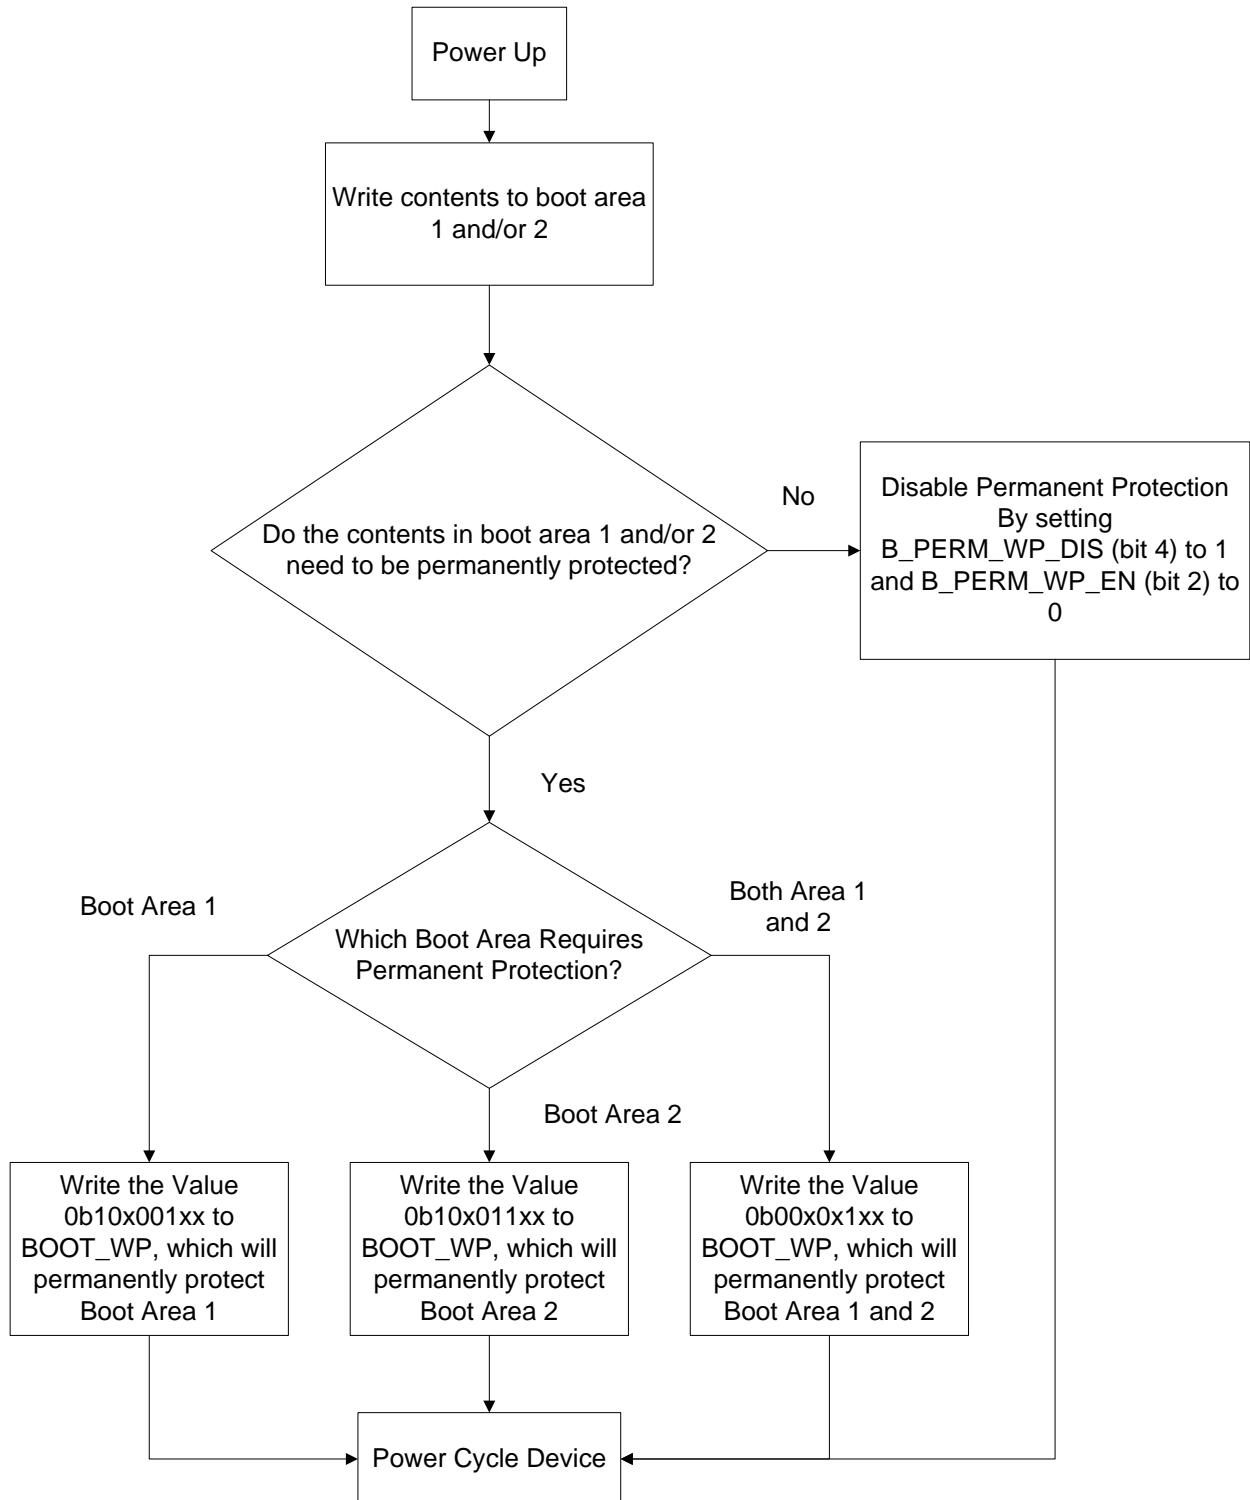 Power Up
Write contents to boot area
1 and/or 2
Do the contents in boot area 1 and/or 2
need to be permanently protected?
No
Disable Permanent Protection
By setting
B_PERM_WP_DIS (bit 4) to 1
and B_PERM_WP_EN (bit 2) to
0
Yes
Which Boot Area Requires
Permanent Protection?
Boot Area 1
Both Area 1
and 2
Boot Area 2
Write the Value
0b10x001xx to
BOOT_WP, which will
permanently protect
Boot Area 1
Write the Value
0b10x011xx to
BOOT_WP, which will
permanently protect
Boot Area 2
Write the Value
0b00x0x1xx to
BOOT_WP, which will
permanently protect
Boot Area 1 and 2
Power Cycle Device